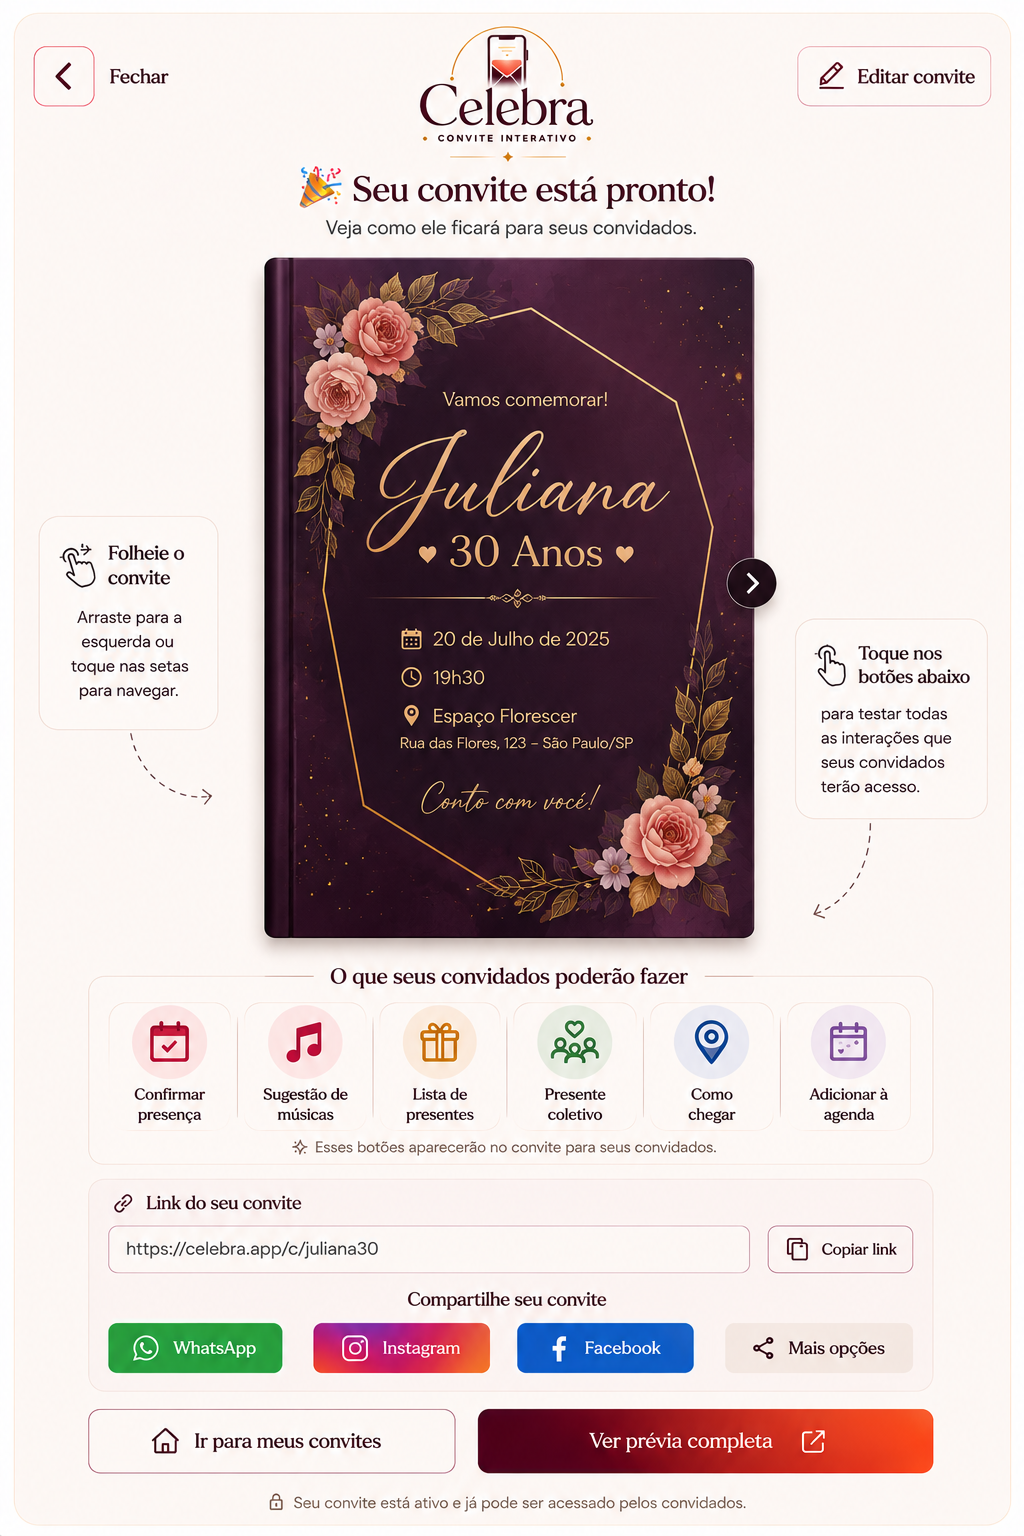 Fechar
Celebra
CONVITE INTERATIVO
Editar convite
Seu convite está pronto!
Veja como ele ficará para seus convidados.
Vamos comemorar!
Juliana
30 Anos
20 de Julho de 2025
19h30
Espaço Florescer
Rua das Flores, 123 – São Paulo/SP
Conto com você!
Folheie o
convite
Arraste para a
esquerda ou
toque nas setas
para navegar.
Toque nos
botões abaixo
para testar todas
as interações que
seus convidados
terão acesso.
O que seus convidados poderão fazer
Confirmar
presença
Sugestão de
músicas
Lista de
presentes
Presente
coletivo
Como
chegar
Adicionar à
agenda
Esses botões aparecerão no convite para seus convidados.
Link do seu convite
https://celebra.app/c/juliana30
Copiar link
Compartilhe seu convite
WhatsApp
Instagram
Facebook
Mais opções
Ir para meus convites
Ver prévia completa
Seu convite está ativo e já pode ser acessado pelos convidados.